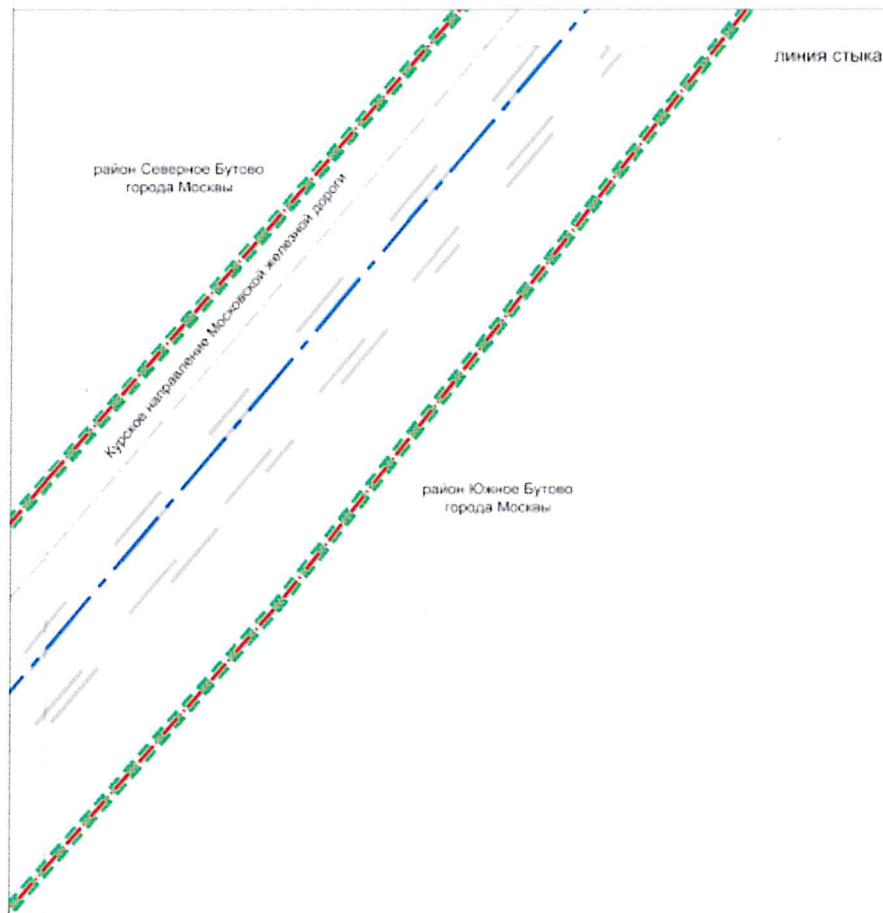 линия стыка
район Северное Бутово
города Москвы
Курское направление Московской железной дороги
район Южное Бутово
города Москвы